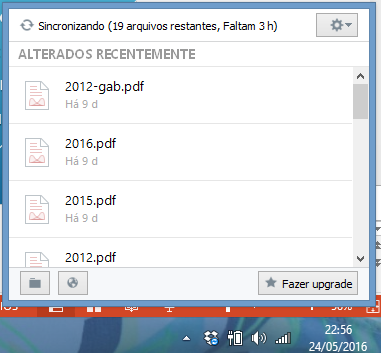 Sincronizando (19 arquivos restantes, Faltam 3 h)
ALTERADOS RECENTEMENTE
2012-gab.pdf
Há 9 d
2016.pdf
Há 9 d
2015.pdf
Há 9 d
2012.pdf
Fazer upgrade
22:56
24/05/2016